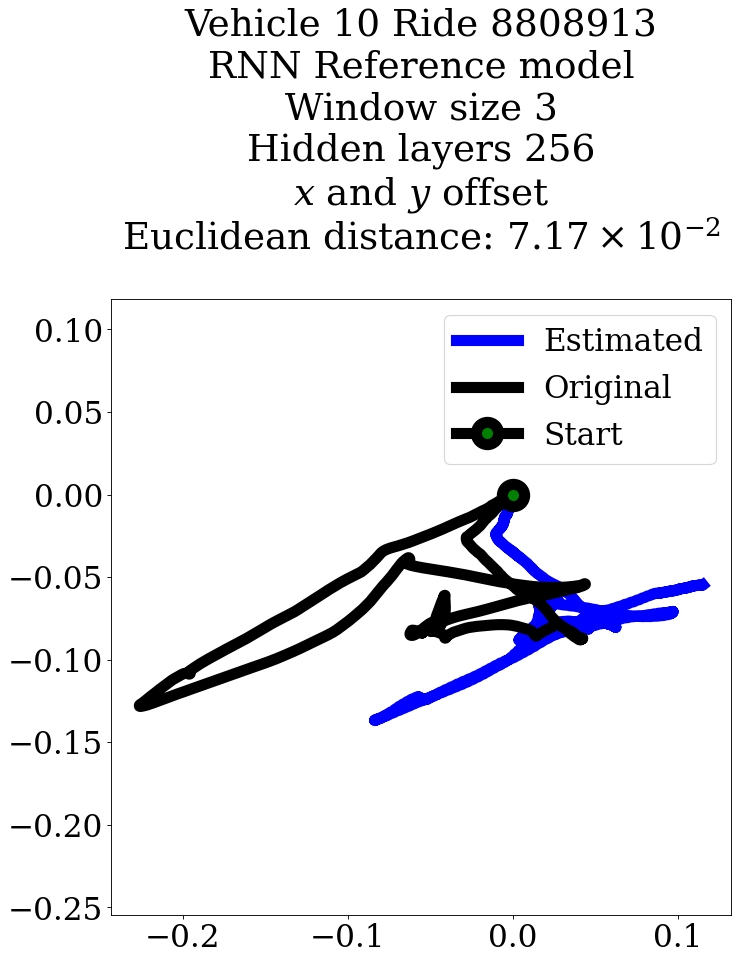 Vehicle 10 Ride 8808913
RNN Reference model
Window size 3
Hidden layers 256
x and y offset
Euclidean distance: 7.17 × 10⁻²
Estimated
Original
Start
0.10
0.05
0.00
−0.05
−0.10
−0.15
−0.20
−0.25
−0.2 −0.1 0.0 0.1